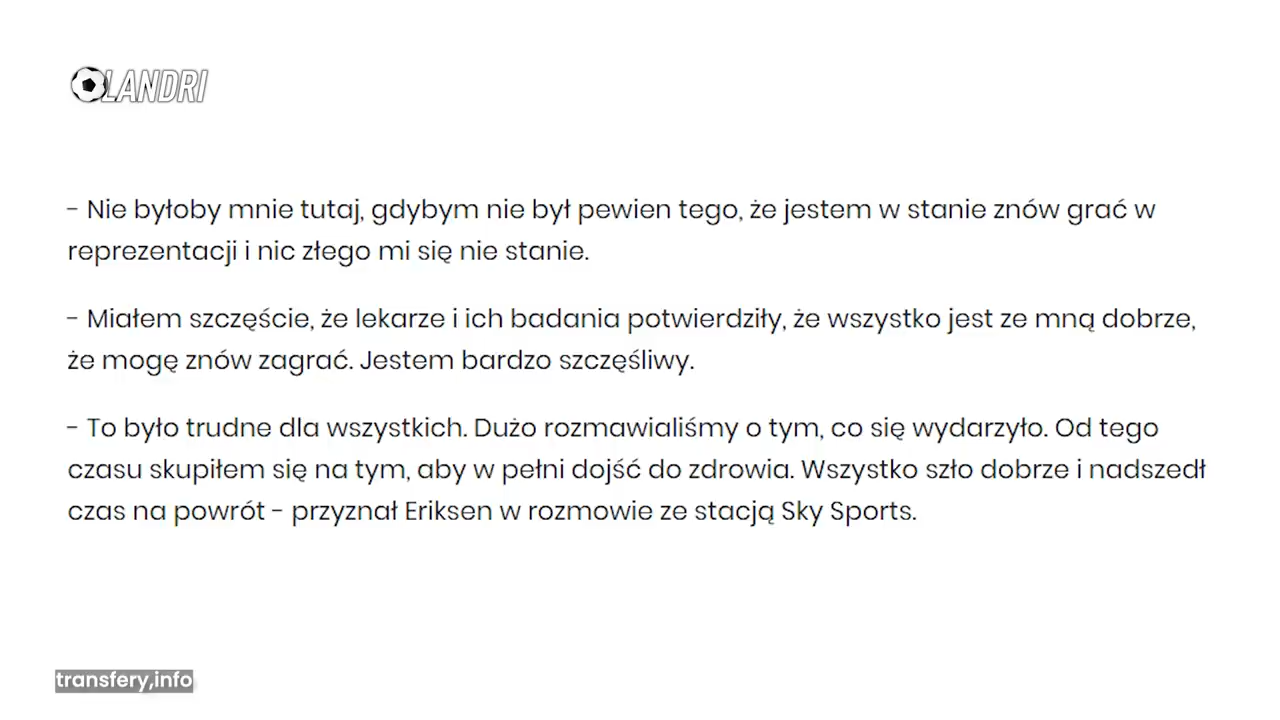 OLANDRI
- Nie byłoby mnie tutaj, gdybym nie był pewien tego, że jestem w stanie znów grać w
reprezentacji i nic złego mi się nie stanie.
- Miałem szczęście, że lekarze i ich badania potwierdziły, że wszystko jest ze mną dobrze,
że mogę znów zagrać. Jestem bardzo szczęśliwy.
- To było trudne dla wszystkich. Dużo rozmawialiśmy o tym, co się wydarzyło. Od tego
czasu skupiłem się na tym, aby w pełni dojść do zdrowia. Wszystko szło dobrze i nadszedł
czas na powrót - przyznał Eriksen w rozmowie ze stacją Sky Sports.
transfery,info